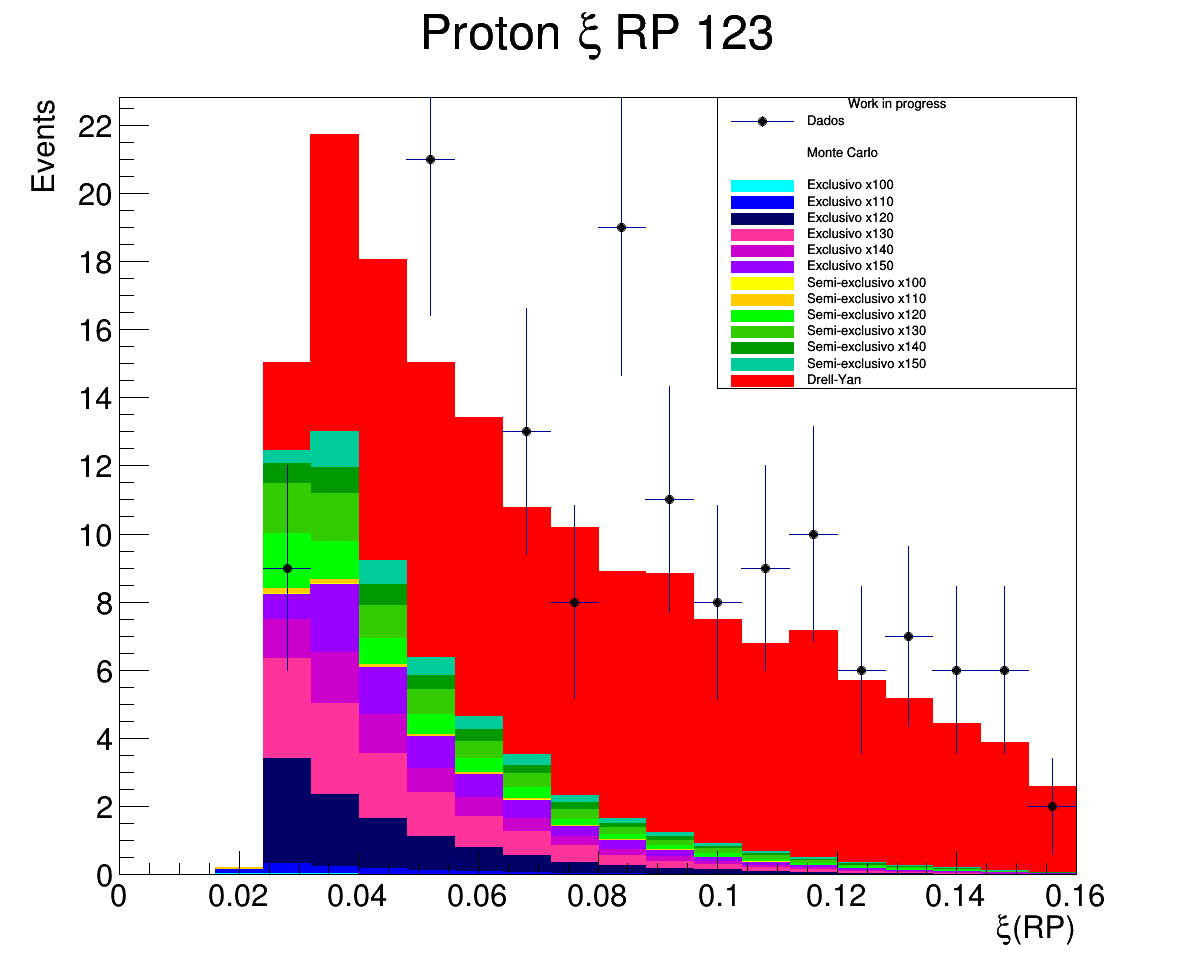 Proton ξ RP 123
Events
22
20
18
16
14
12
10
8
6
4
2
0
Work in progress
Dados
Monte Carlo
Exclusivo x100
Exclusivo x110
Exclusivo x120
Exclusivo x130
Exclusivo x140
Exclusivo x150
Semi-exclusivo x100
Semi-exclusivo x110
Semi-exclusivo x120
Semi-exclusivo x130
Semi-exclusivo x140
Semi-exclusivo x150
Drell-Yan
0 0.02 0.04 0.06 0.08 0.1 0.12 0.14 0.16
ξ(RP)